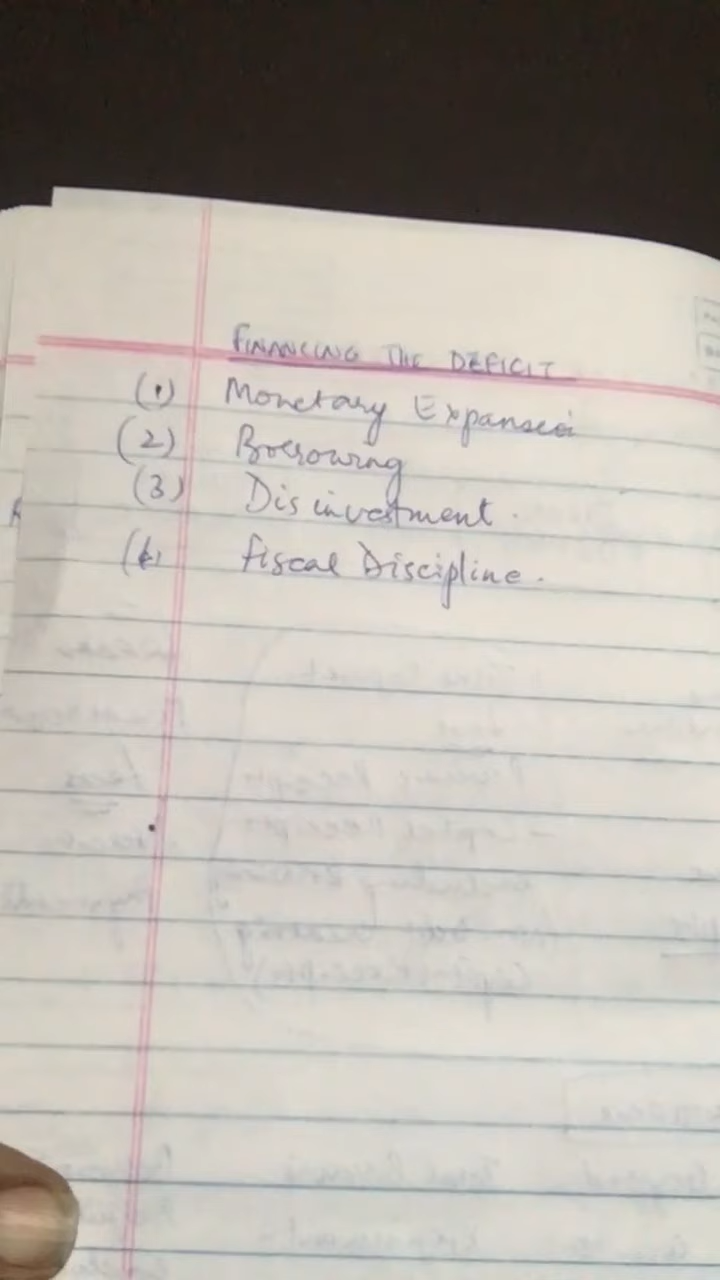 FINANCING THE DEFICIT
(1) Monetary Expansion
(2) Borrowing
(3) Disinvestment.
(4) fiscal Discipline.